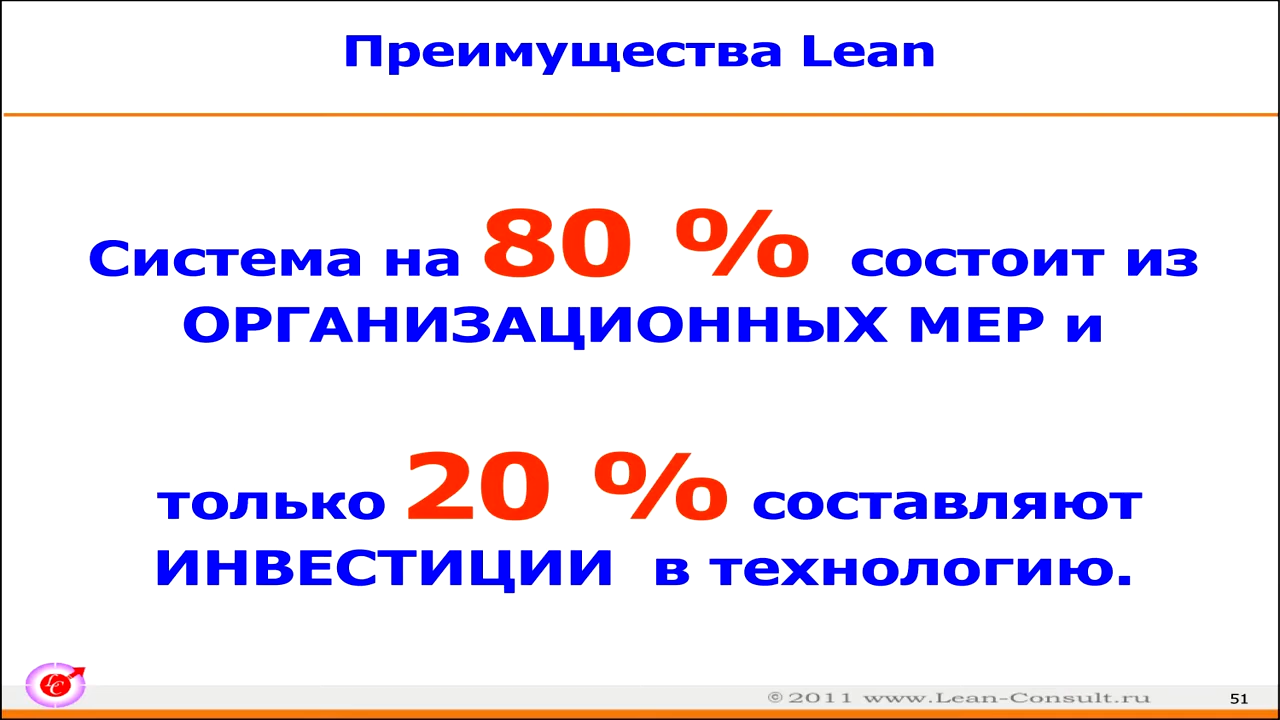 Преимущества Lean
Система на 80 % состоит из
ОРГАНИЗАЦИОННЫХ МЕР и
только 20 % составляют
ИНВЕСТИЦИИ в технологию.
LC
© 2011 www.Lean-Consult.ru
51